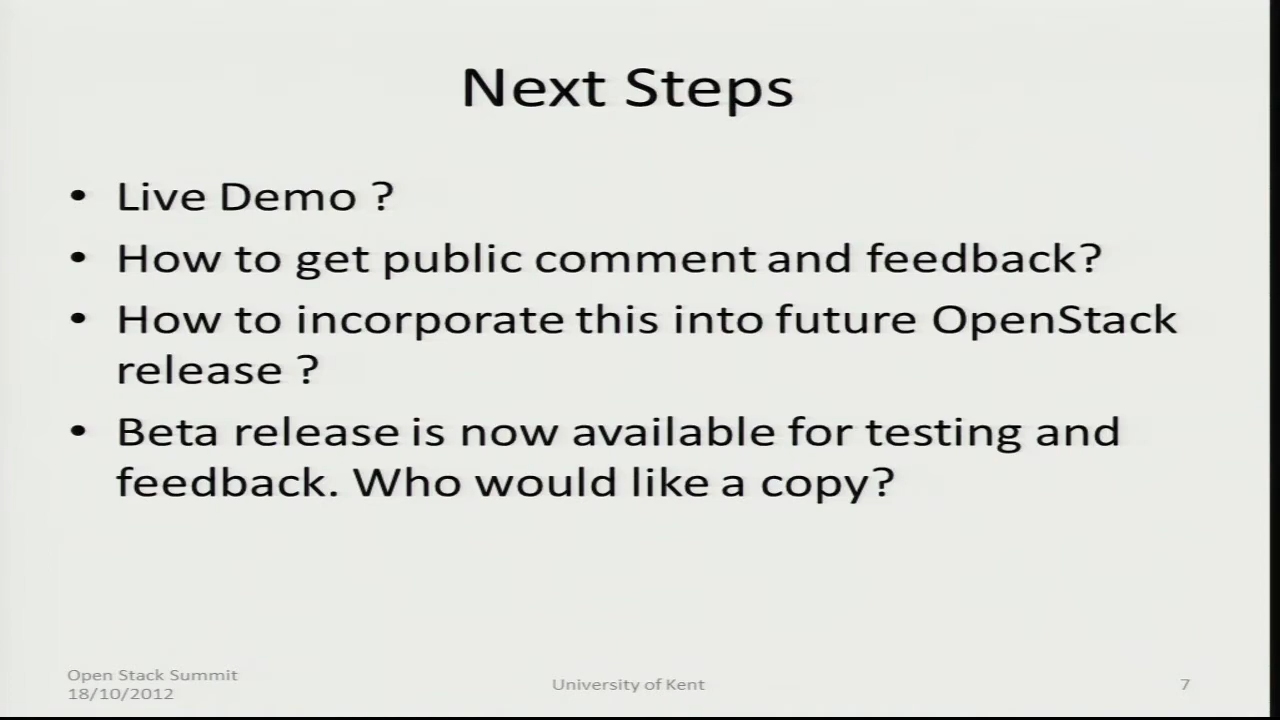 Next Steps
• Live Demo ?
• How to get public comment and feedback?
• How to incorporate this into future OpenStack
release ?
• Beta release is now available for testing and
feedback. Who would like a copy?
Open Stack Summit
18/10/2012
University of Kent
7